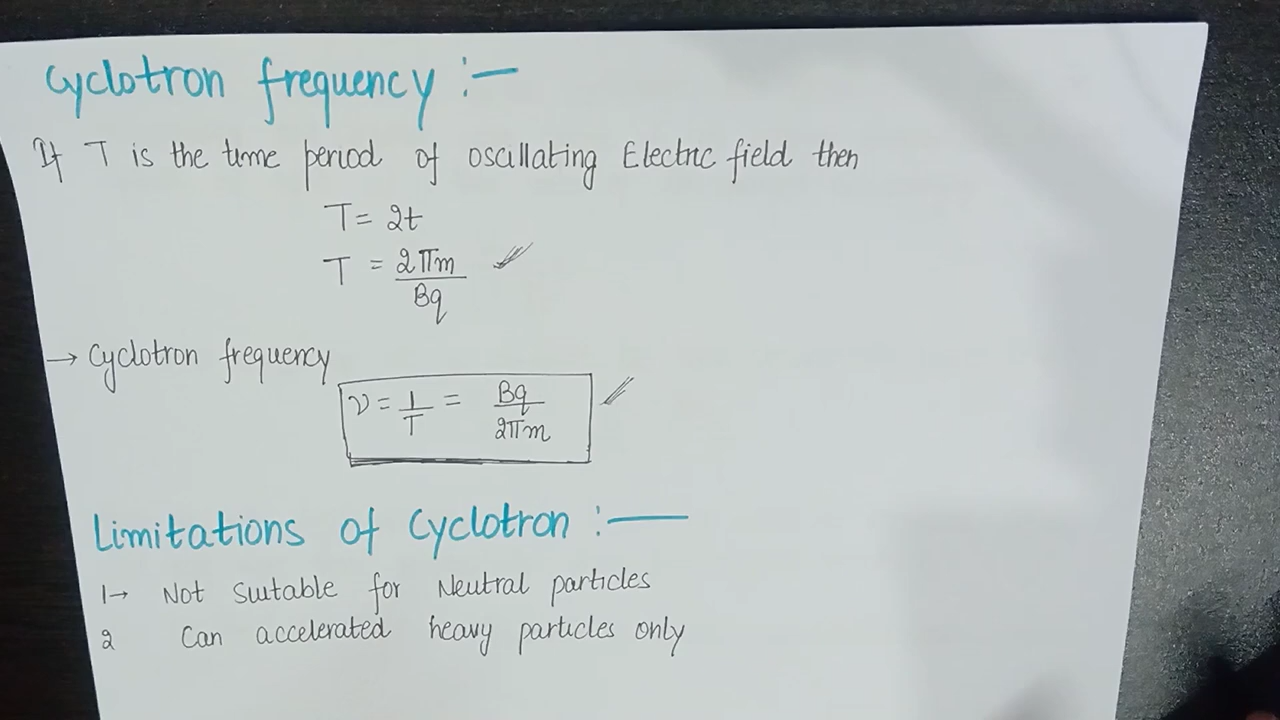 Cyclotron frequency :-
If T is the time period of oscillating Electric field then
T = 2t
T = 2πm/Bq
→ Cyclotron frequency
ν = 1/T = Bq/2πm
Limitations of Cyclotron :-
1→ Not Suitable for Neutral particles
2 Can accelerated heavy particles only